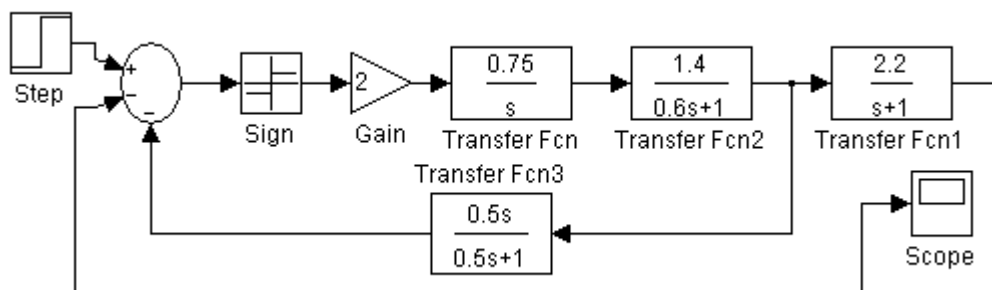 Step
+
−
−
Sign
2
Gain
0.75
s
Transfer Fcn
1.4
0.6s+1
Transfer Fcn2
2.2
s+1
Transfer Fcn1
Transfer Fcn3
0.5s
0.5s+1
Scope